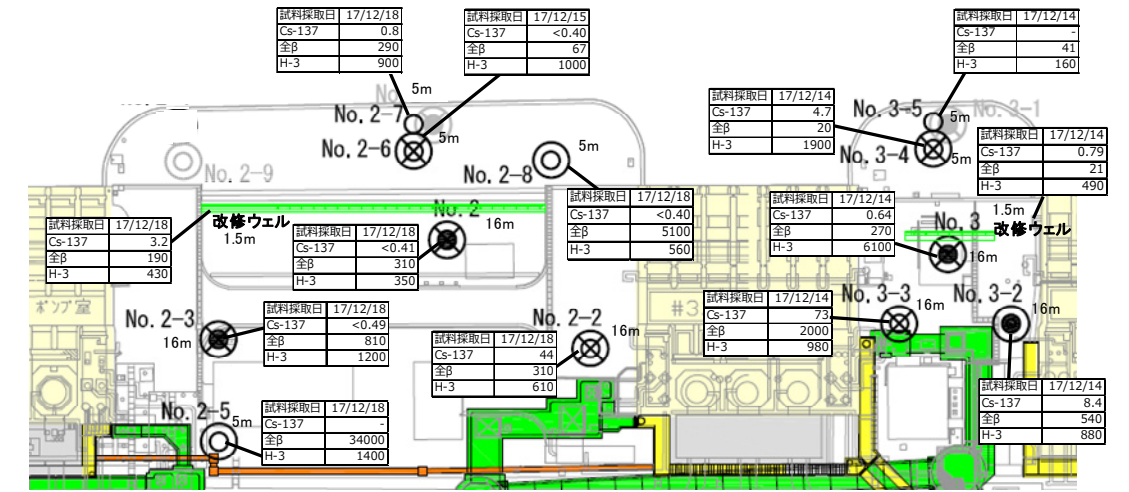 試料採取日 17/12/18
Cs-137 0.8
全β 290
H-3 900
試料採取日 17/12/15
Cs-137 <0.40
全β 67
H-3 1000
試料採取日 17/12/14
Cs-137 -
全β 41
H-3 160
5m
No. 2-7
5m
No. 2-6
No. 2-9
No. 2-8
5m
試料採取日 17/12/14
Cs-137 4.7
全β 20
H-3 1900
No. 3-5
5m
No. 3-1
No. 3-4
5m
試料採取日 17/12/14
Cs-137 0.79
全β 21
H-3 490
試料採取日 17/12/18
Cs-137 3.2
全β 190
H-3 430
改修ウェル
1.5m
No. 2
16m
試料採取日 17/12/18
Cs-137 <0.41
全β 310
H-3 350
試料採取日 17/12/18
Cs-137 <0.40
全β 5100
H-3 560
試料採取日 17/12/14
Cs-137 0.64
全β 270
H-3 6100
No. 3
16m
1.5m
改修ウェル
ポンプ室
No. 2-3
16m
試料採取日 17/12/18
Cs-137 <0.49
全β 810
H-3 1200
No. 2-2
16m
試料採取日 17/12/18
Cs-137 44
全β 310
H-3 610
#3
試料採取日 17/12/14
Cs-137 73
全β 2000
H-3 980
No. 3-3
16m
No. 3-2
16m
No. 2-5
5m
試料採取日 17/12/18
Cs-137 -
全β 34000
H-3 1400
試料採取日 17/12/14
Cs-137 8.4
全β 540
H-3 880